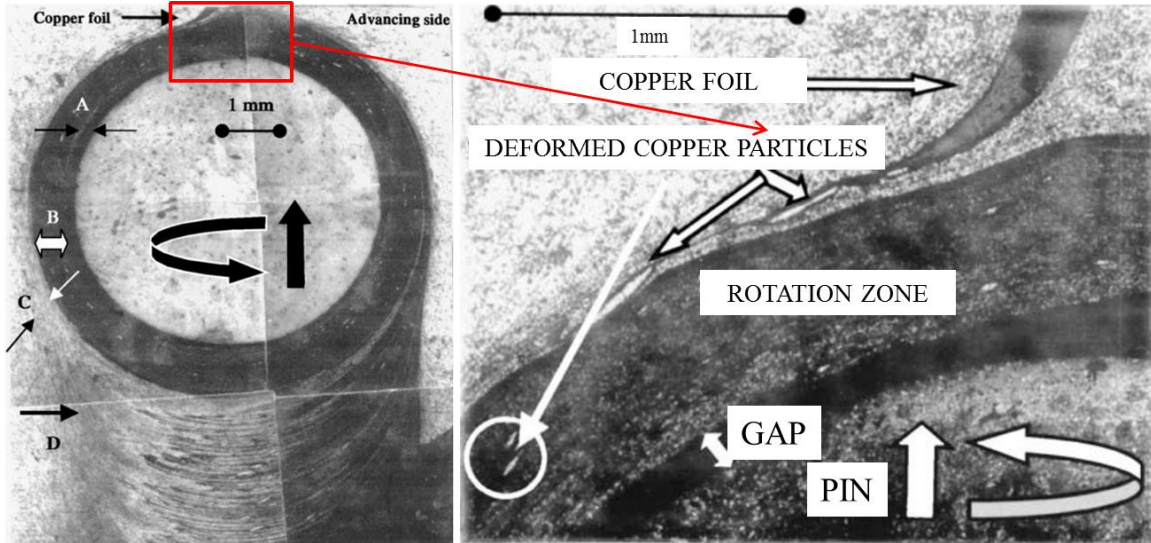 Copper foil
Advancing side
A
1 mm
B
C
D
1mm
COPPER FOIL
DEFORMED COPPER PARTICLES
ROTATION ZONE
GAP
PIN